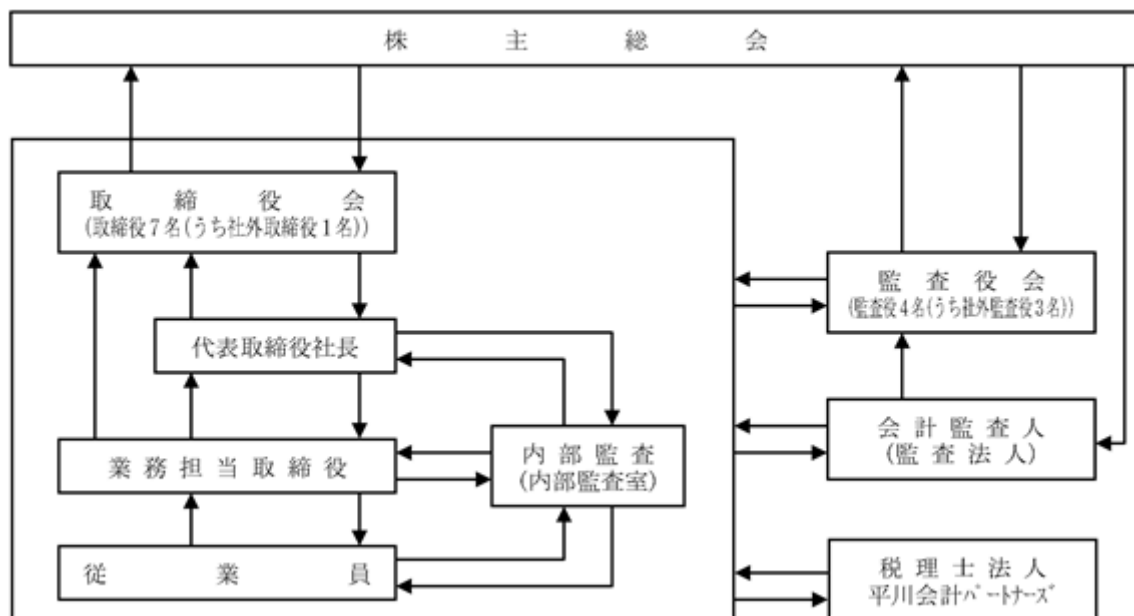 株主総会
取締役会
(取締役7名(うち社外取締役1名))
監査役会
(監査役4名(うち社外監査役3名))
代表取締役社長
会計監査人
(監査法人)
業務担当取締役
内部監査
(内部監査室)
従業員
税理士法人
平川会計パートナーズ